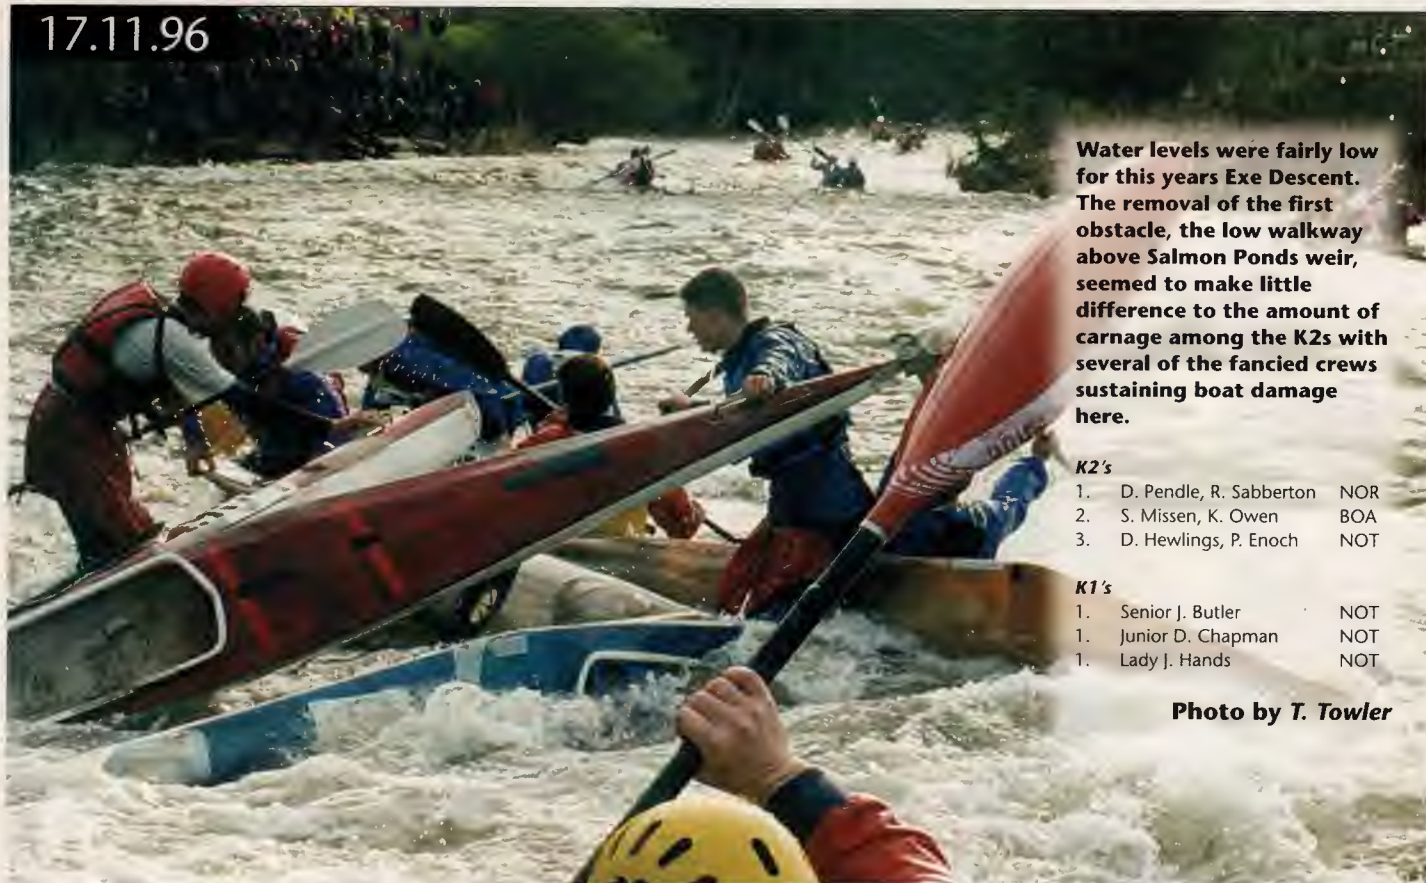 17.11.96
Water levels were fairly low
for this years Exe Descent.
The removal of the first
obstacle, the low walkway
above Salmon Ponds weir,
seemed to make little
difference to the amount of
carnage among the K2s with
several of the fancied crews
sustaining boat damage
here.
K2's
1. D. Pendle, R. Sabberton NOR
2. S. Missen, K. Owen BOA
3. D. Hewlings, P. Enoch NOT
K1's
1. Senior J. Butler NOT
1. Junior D. Chapman NOT
1. Lady J. Hands NOT
Photo by T. Towler